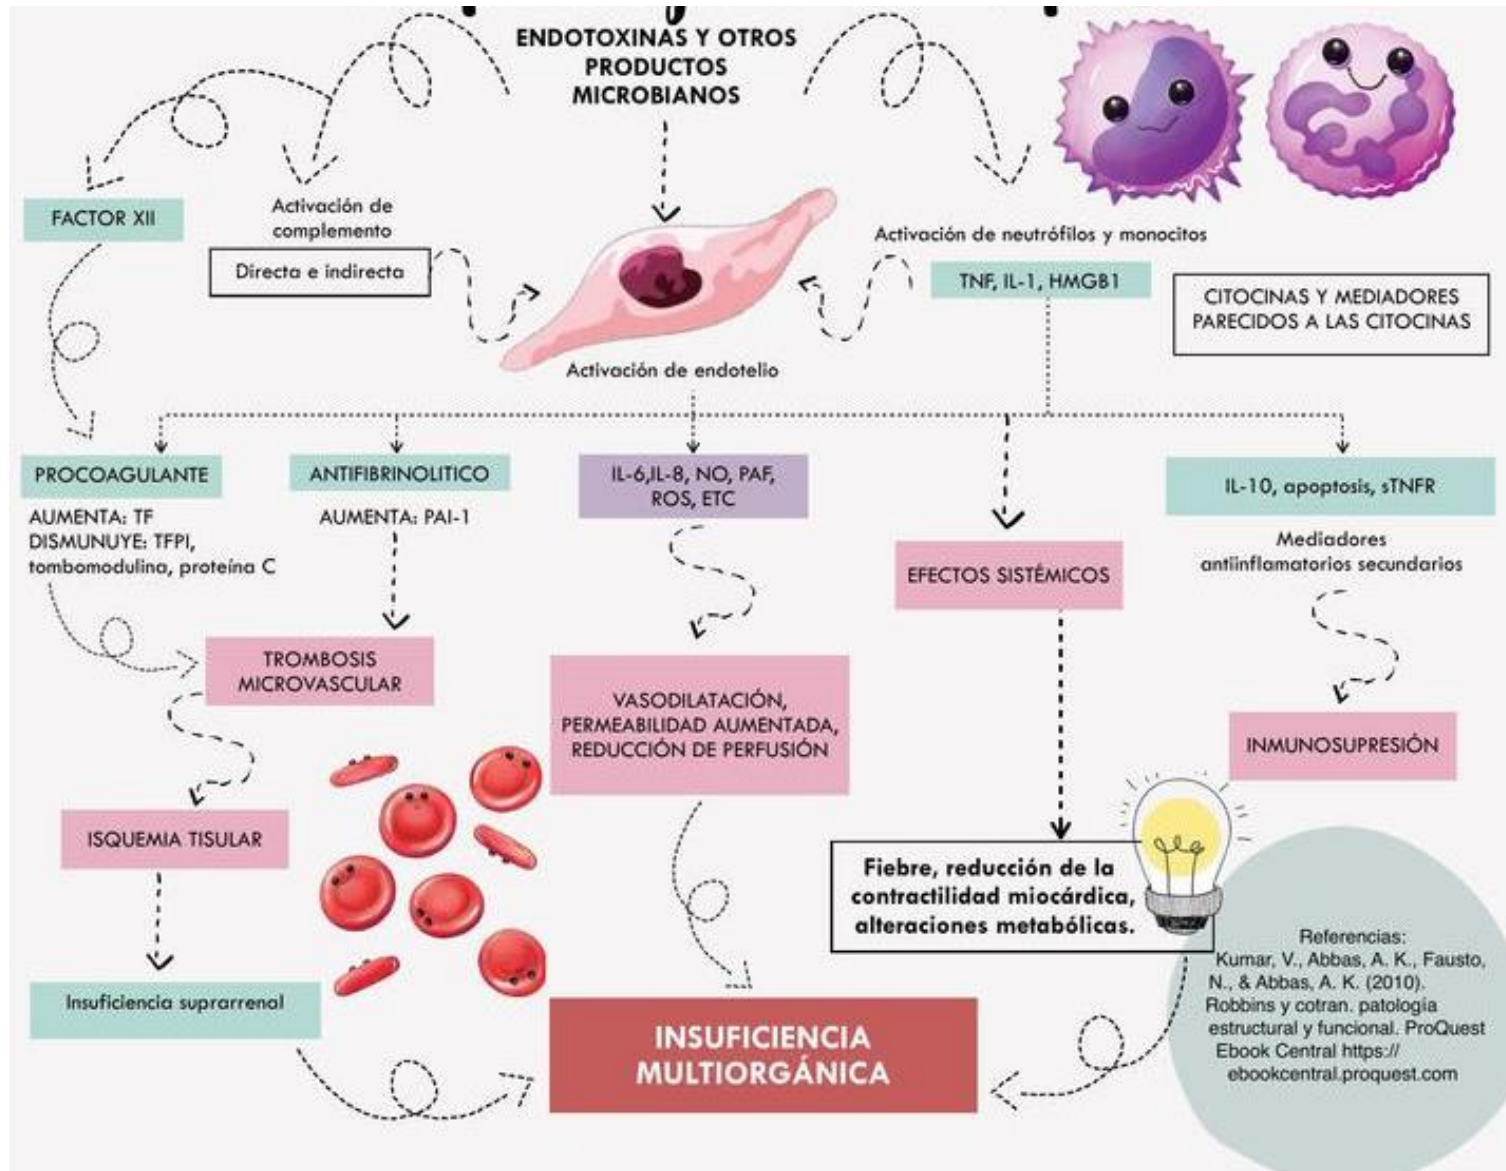 ENDOTOXINAS Y OTROS
PRODUCTOS
MICROBIANOS
FACTOR XII
Activación de
complemento
Directa e indirecta
Activación de neutrófilos y monocitos
TNF, IL-1, HMGB1
CITOCINAS Y MEDIADORES
PARECIDOS A LAS CITOCINAS
Activación de endotelio
PROCOAGULANTE
AUMENTA: TF
DISMUNUYE: TFPI,
tombomodulina, proteína C
ANTIFIBRINOLITICO
AUMENTA: PAI-1
IL-6,IL-8, NO, PAF,
ROS, ETC
EFECTOS SISTÉMICOS
IL-10, apoptosis, sTNFR
Mediadores
antiinflamatorios secundarios
TROMBOSIS
MICROVASCULAR
VASODILATACIÓN,
PERMEABILIDAD AUMENTADA,
REDUCCIÓN DE PERFUSIÓN
INMUNOSUPRESIÓN
ISQUEMIA TISULAR
Fiebre, reducción de la
contractilidad miocárdica,
alteraciones metabólicas.
Insuficiencia suprarrenal
INSUFICIENCIA
MULTIORGÁNICA
Referencias:
Kumar, V., Abbas, A. K., Fausto,
N., & Abbas, A. K. (2010).
Robbins y cotran. patología
estructural y funcional. ProQuest
Ebook Central https://
ebookcentral.proquest.com